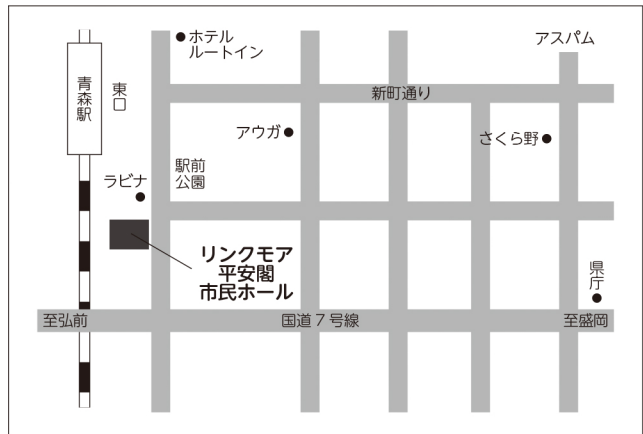 ホテル
ルートイン
アスパム
青森駅
東口
新町通り
アウガ
さくら野
駅前
公園
ラビナ
リンクモア
平安閣
市民ホール
県庁
至弘前
国道7号線
至盛岡